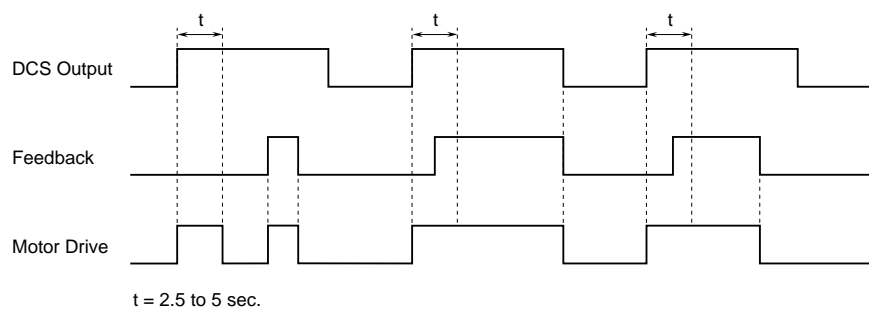 t t t
DCS Output
Feedback
Motor Drive
t = 2.5 to 5 sec.